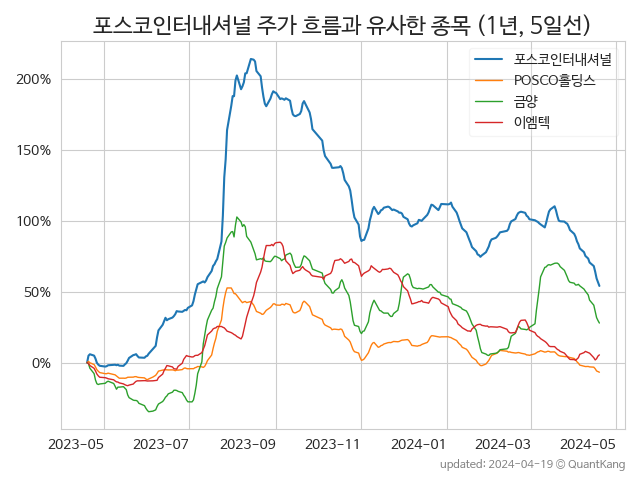 포스코인터내셔널 주가 흐름과 유사한 종목 (1년, 5일선)
포스코인터내셔널
POSCO홀딩스
금양
이엠텍
200%
150%
100%
50%
0%
2023-05 2023-07 2023-09 2023-11 2024-01 2024-03 2024-05
updated: 2024-04-19 © QuantKang